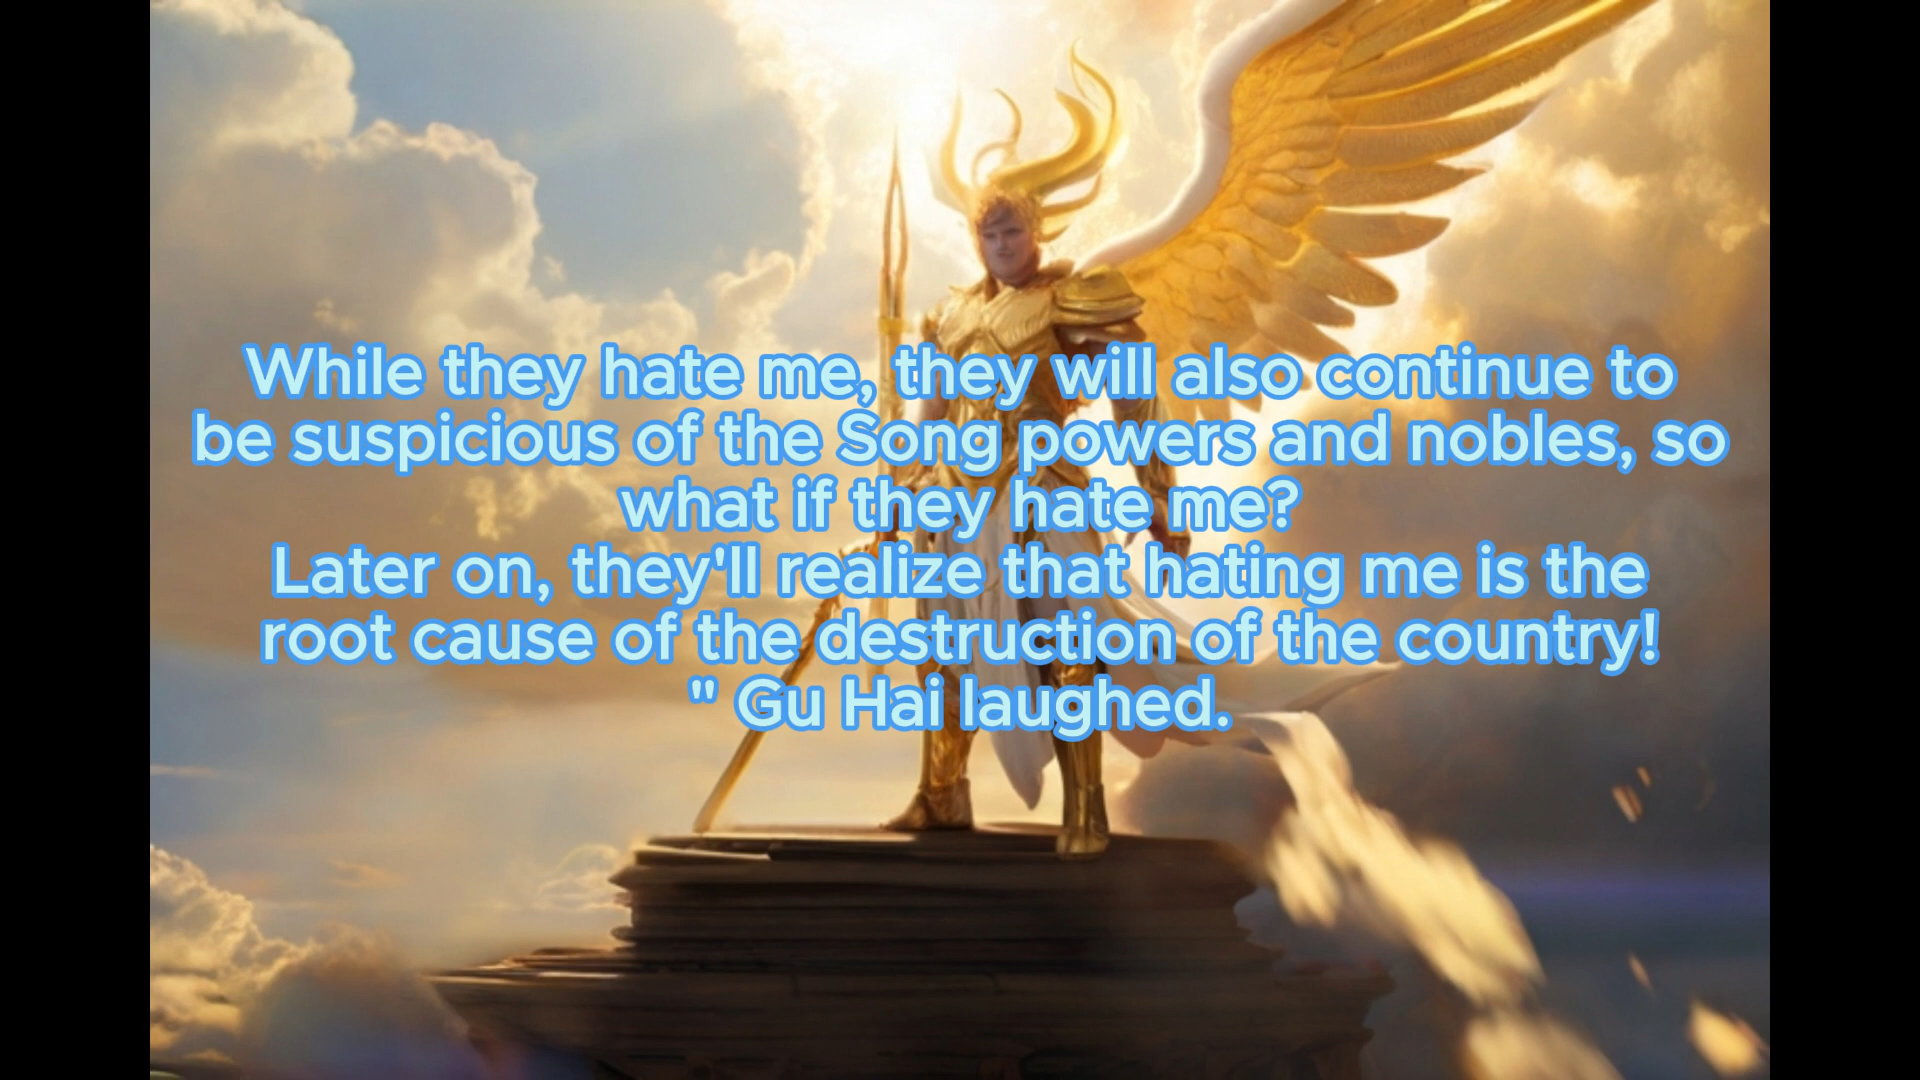 While they hate me, they will also continue to
be suspicious of the Song powers and nobles, so
what if they hate me?
Later on, they'll realize that hating me is the
root cause of the destruction of the country!
" Gu Hai laughed.